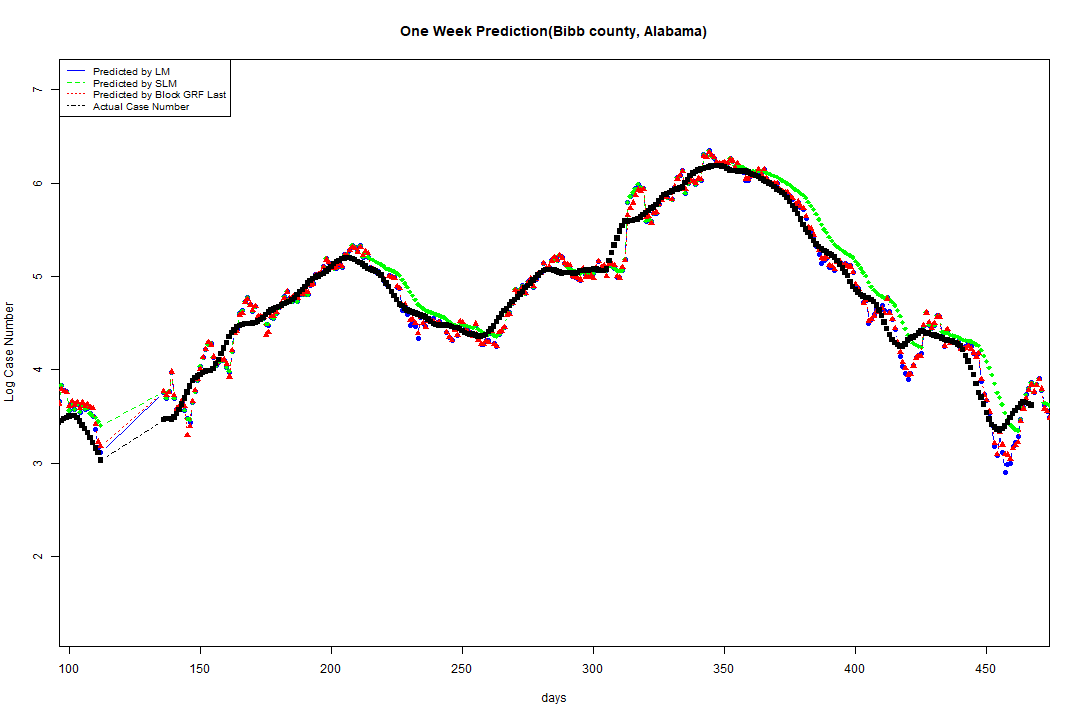 One Week Prediction(Bibb county, Alabama)
Predicted by LM
Predicted by SLM
Predicted by Block GRF Last
Actual Case Number
7
6
5
4
3
2
Log Case Number
100 150 200 250 300 350 400 450
days